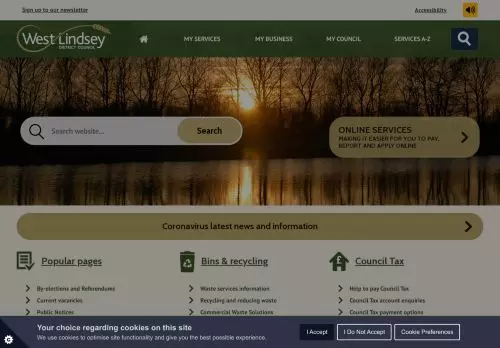 Sign up to our newsletter
Accessibility
West Lindsey
DISTRICT COUNCIL
MY SERVICES
MY BUSINESS
MY COUNCIL
SERVICES A-Z
Search website...
Search
ONLINE SERVICES
MAKING IT EASIER FOR YOU TO PAY,
REPORT AND APPLY ONLINE
Coronavirus latest news and information
Popular pages
Bins & recycling
Council Tax
By-elections and Referendums
Waste services information
Help to pay Council Tax
Current vacancies
Recycling and reducing waste
Council Tax account enquiries
Public Notices
Commercial Waste Solutions
Council Tax payment options
Your choice regarding cookies on this site
We use cookies to optimise site functionality and give you the best possible experience.
I Accept
I Do Not Accept
Cookie Preferences